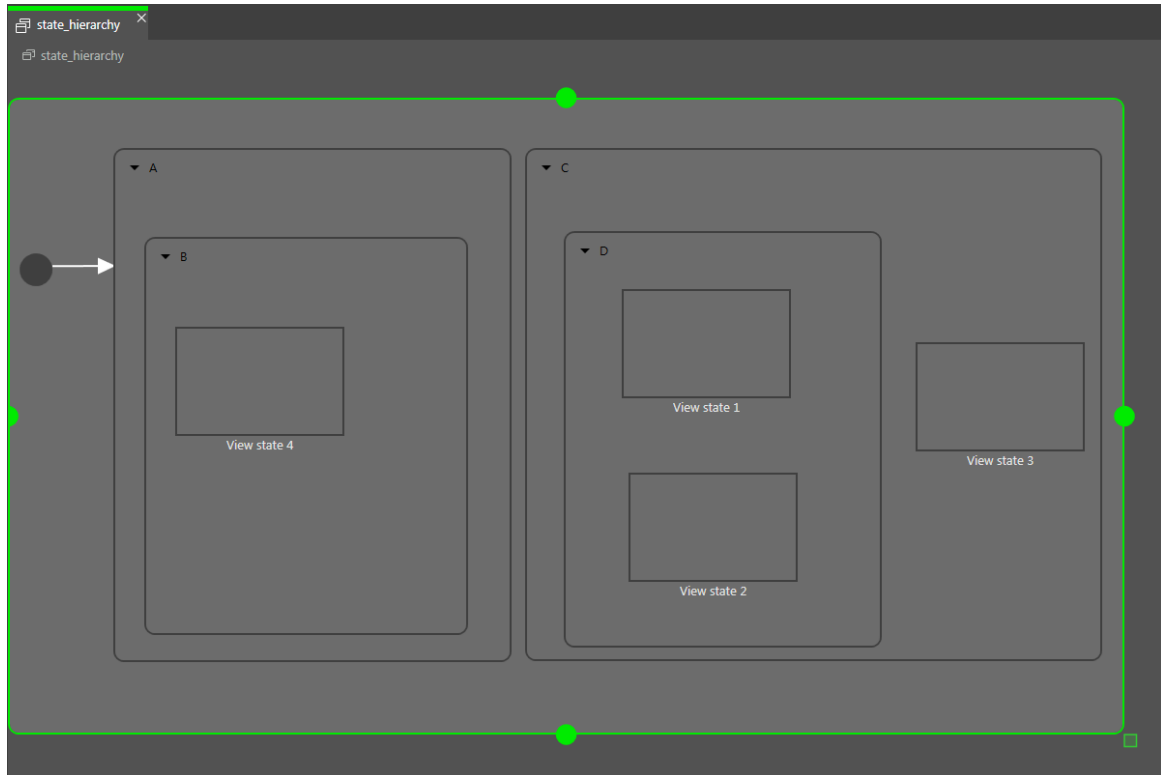 state_hierarchy
state_hierarchy
A
B
View state 4
C
D
View state 1
View state 2
View state 3